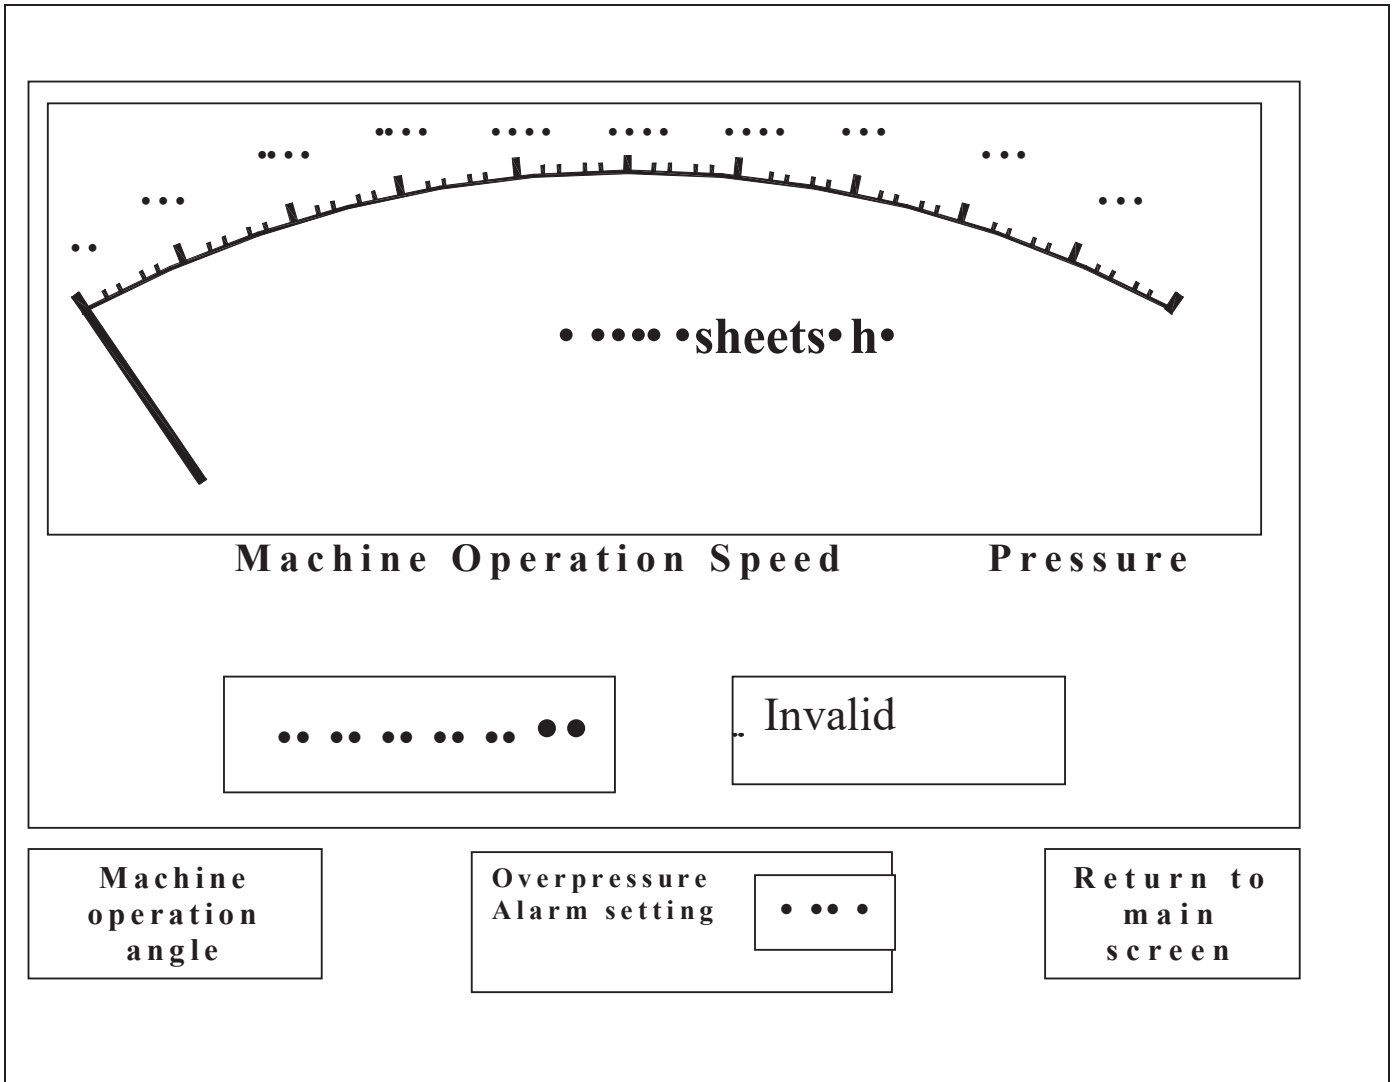 sheets h
Machine Operation Speed
Pressure
Invalid
Machine
operation
angle
Overpressure
Alarm setting
Return to
main
screen